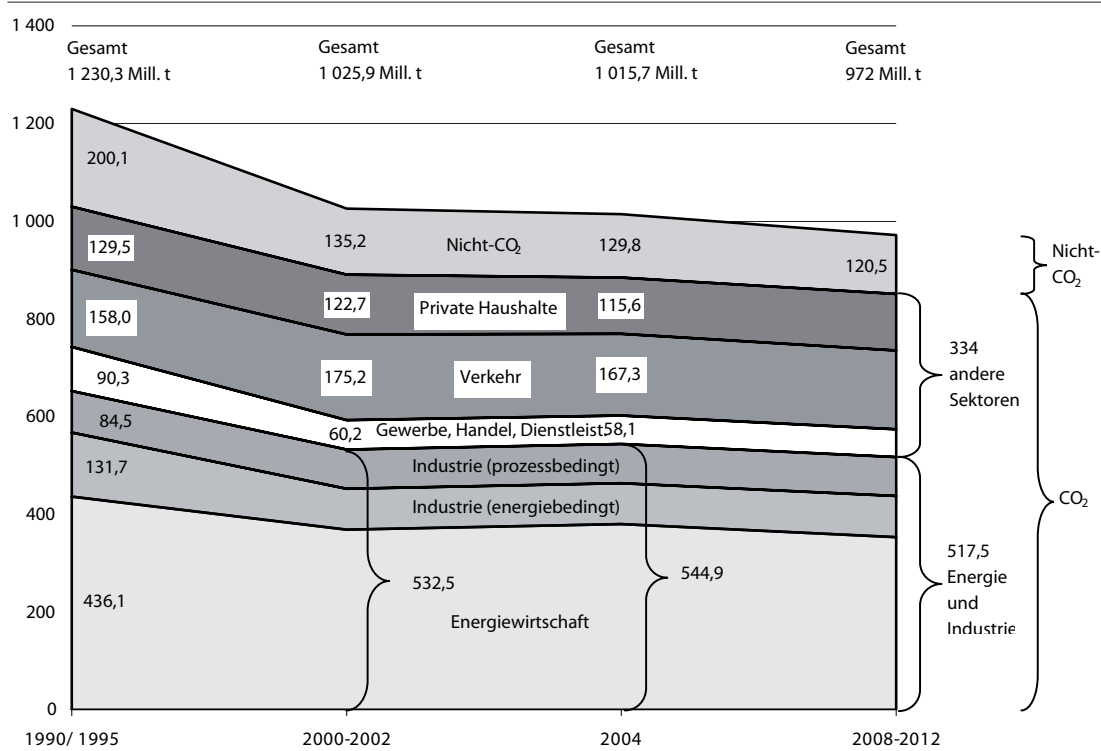 1 400
Gesamt
1 230,3 Mill. t
Gesamt
1 025,9 Mill. t
Gesamt
1 015,7 Mill. t
Gesamt
972 Mill. t
1 200
200,1
1 000
135,2
Nicht-CO₂
129,8
120,5
Nicht-
CO₂
129,5
122,7
Private Haushalte
115,6
800
158,0
175,2
Verkehr
167,3
334
andere
Sektoren
90,3
600
60,2
Gewerbe, Handel, Dienstleist.
58,1
84,5
Industrie (prozessbedingt)
131,7
Industrie (energiebedingt)
400
CO₂
532,5
544,9
517,5
Energie
und
Industrie
436,1
Energiewirtschaft
200
0
1990/ 1995
2000-2002
2004
2008-2012